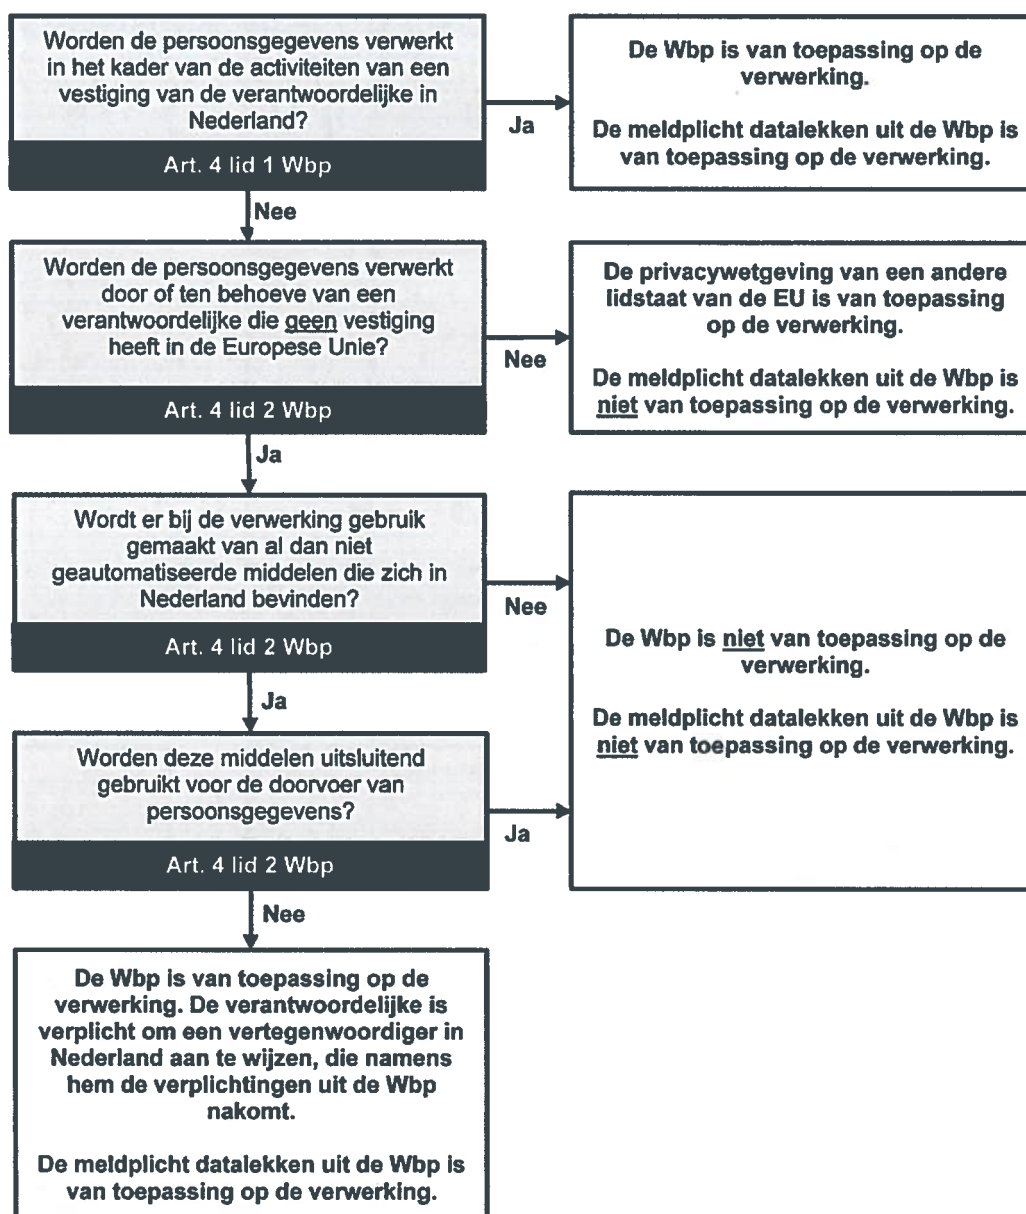 Worden de persoonsgegevens verwerkt
in het kader van de activiteiten van een
vestiging van de verantwoordelijke in
Nederland?
Art. 4 lid 1 Wbp
Ja
De Wbp is van toepassing op de
verwerking.
De meldplicht datalekken uit de Wbp is
van toepassing op de verwerking.
Nee
Worden de persoonsgegevens verwerkt
door of ten behoeve van een
verantwoordelijke die geen vestiging
heeft in de Europese Unie?
Art. 4 lid 2 Wbp
Nee
De privacywetgeving van een andere
lidstaat van de EU is van toepassing
op de verwerking.
De meldplicht datalekken uit de Wbp is
niet van toepassing op de verwerking.
Ja
Wordt er bij de verwerking gebruik
gemaakt van al dan niet
geautomatiseerde middelen die zich in
Nederland bevinden?
Art. 4 lid 2 Wbp
Nee
De Wbp is niet van toepassing op de
verwerking.
De meldplicht datalekken uit de Wbp is
niet van toepassing op de verwerking.
Ja
Worden deze middelen uitsluitend
gebruikt voor de doorvoer van
persoonsgegevens?
Art. 4 lid 2 Wbp
Ja
Nee
De Wbp is van toepassing op de
verwerking. De verantwoordelijke is
verplicht om een vertegenwoordiger in
Nederland aan te wijzen, die namens
hem de verplichtingen uit de Wbp
nakomt.
De meldplicht datalekken uit de Wbp is
van toepassing op de verwerking.